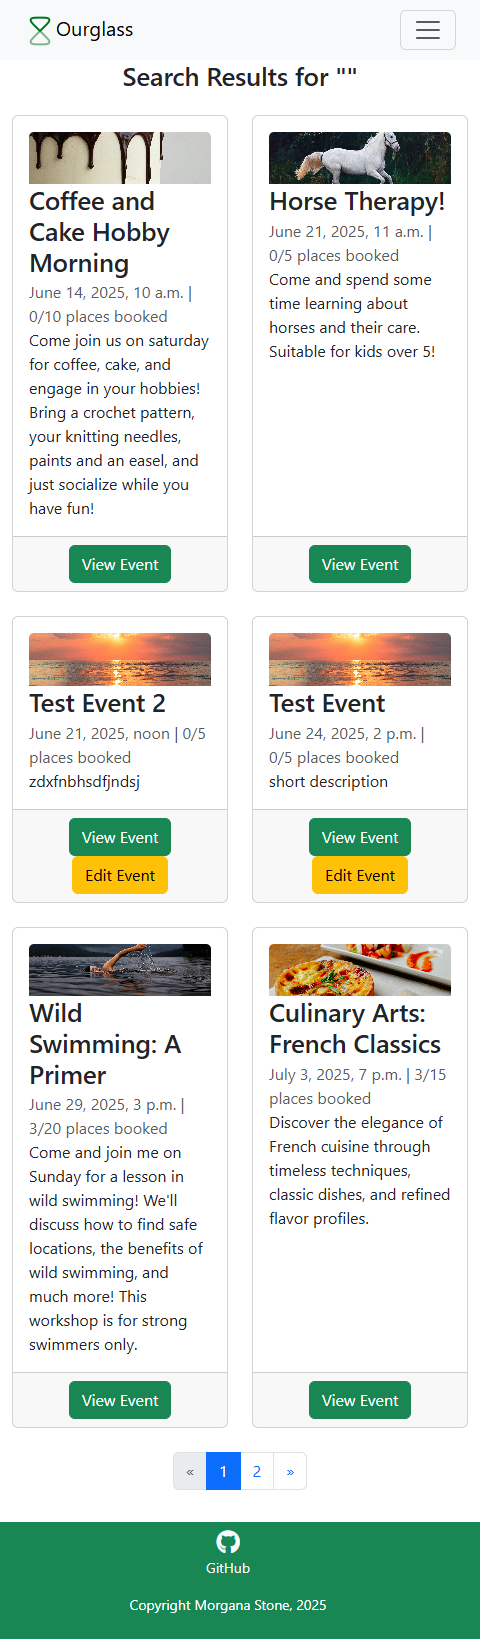 Ourglass
Search Results for ""
Coffee and
Cake Hobby
Morning
June 14, 2025, 10 a.m. |
0/10 places booked
Come join us on saturday
for coffee, cake, and
engage in your hobbies!
Bring a crochet pattern,
your knitting needles,
paints and an easel, and
just socialize while you
have fun!
View Event
Horse Therapy!
June 21, 2025, 11 a.m. |
0/5 places booked
Come and spend some
time learning about
horses and their care.
Suitable for kids over 5!
View Event
Test Event 2
June 21, 2025, noon | 0/5
places booked
zdxfnbhsdfjndsj
View Event
Edit Event
Test Event
June 24, 2025, 2 p.m. |
0/5 places booked
short description
View Event
Edit Event
Wild
Swimming: A
Primer
June 29, 2025, 3 p.m. |
3/20 places booked
Come and join me on
Sunday for a lesson in
wild swimming! We'll
discuss how to find safe
locations, the benefits of
wild swimming, and
much more! This
workshop is for strong
swimmers only.
View Event
Culinary Arts:
French Classics
July 3, 2025, 7 p.m. | 3/15
places booked
Discover the elegance of
French cuisine through
timeless techniques,
classic dishes, and refined
flavor profiles.
View Event
« 1 2 »
GitHub
Copyright Morgana Stone, 2025